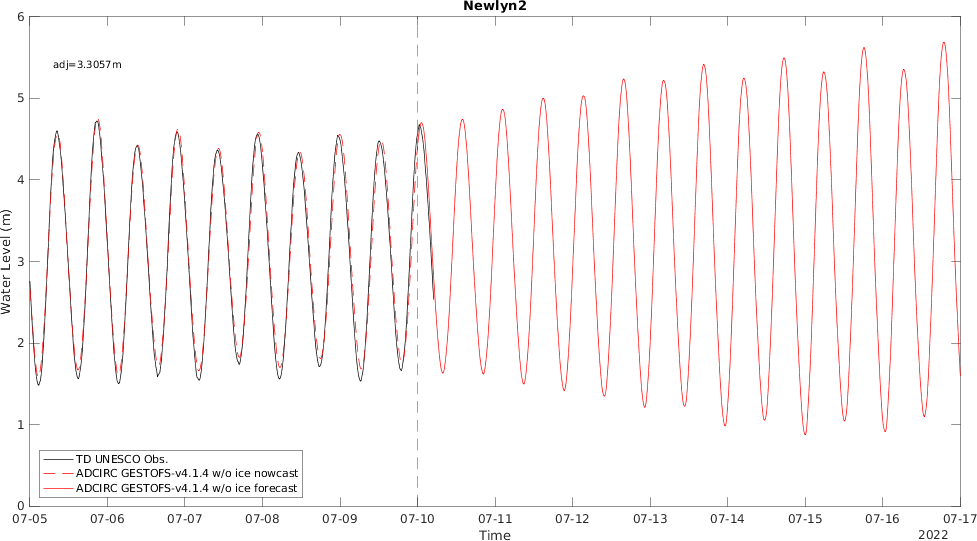 Newlyn2
6
adj=3.3057m
5
4
3
2
1
0
Water Level (m)
TD UNESCO Obs.
ADCIRC GESTOFS-v4.1.4 w/o ice nowcast
ADCIRC GESTOFS-v4.1.4 w/o ice forecast
07-05 07-06 07-07 07-08 07-09 07-10 07-11 07-12 07-13 07-14 07-15 07-16 07-17
Time
2022